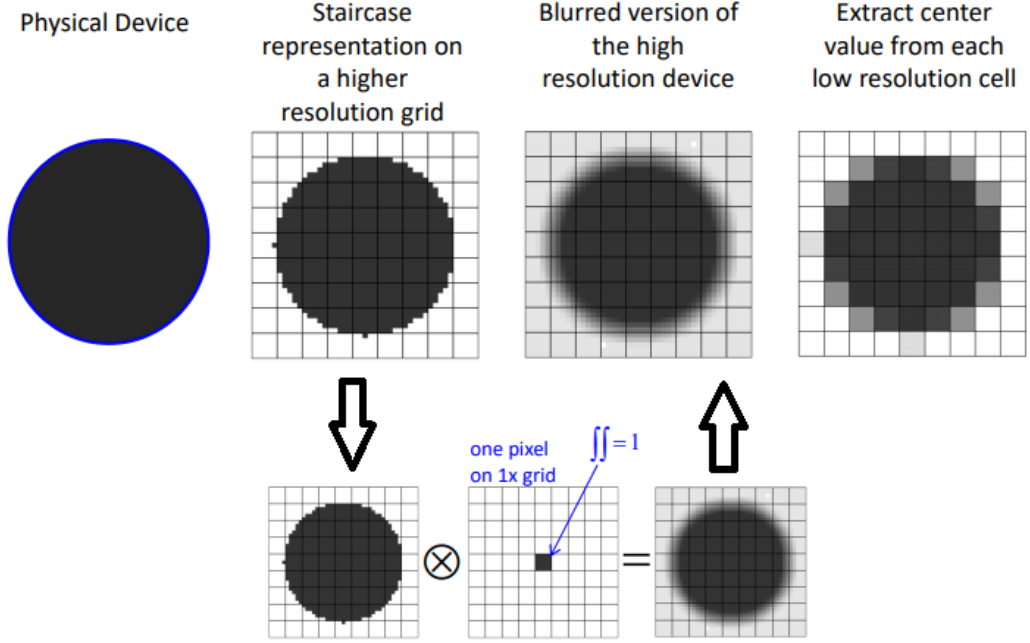 Physical Device
Staircase
representation on
a higher
resolution grid
Blurred version of
the high
resolution device
Extract center
value from each
low resolution cell
one pixel
on 1x grid
∬=1
⊗
=